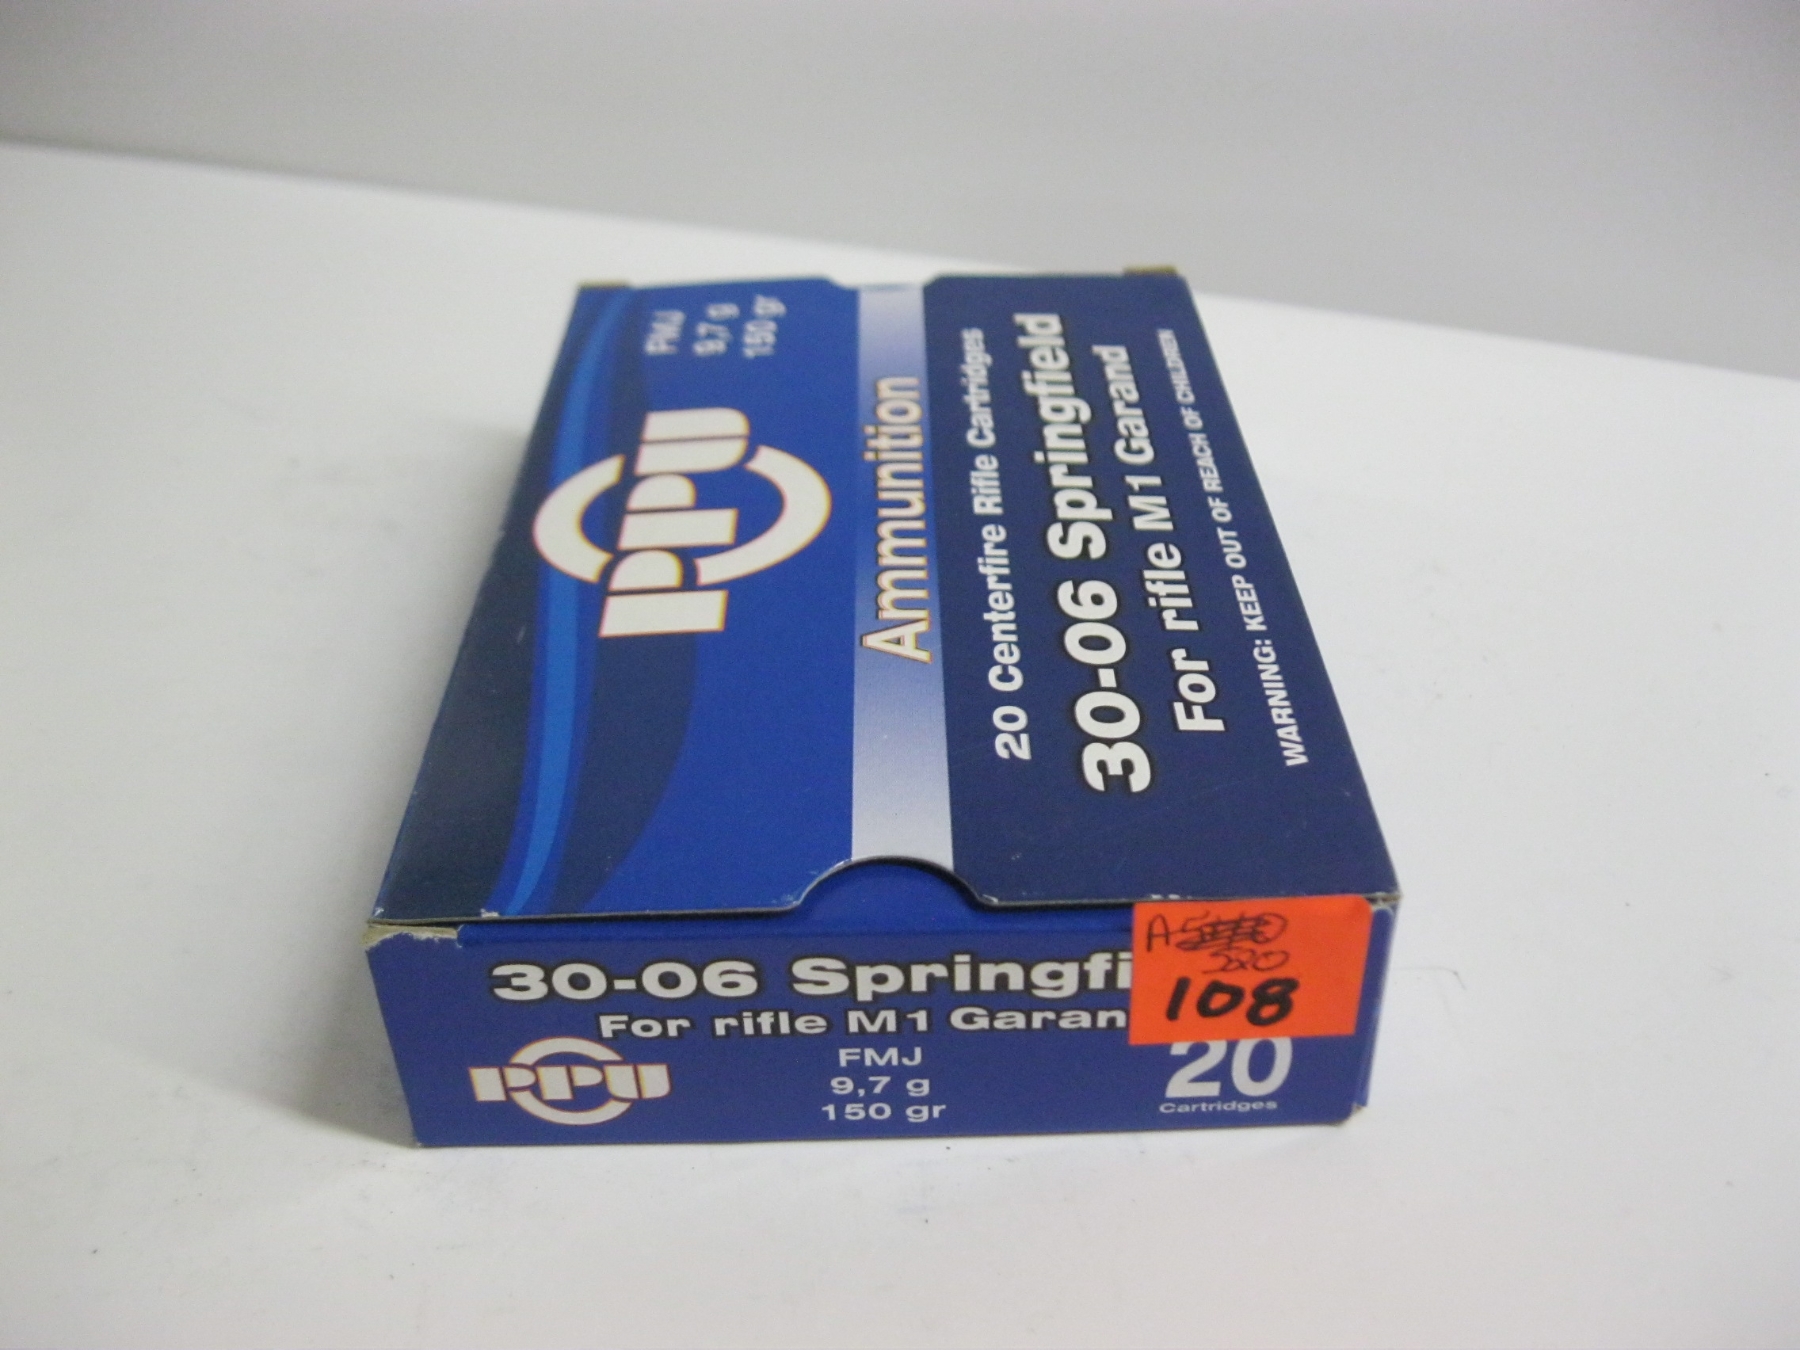 PPU
FMJ
9,7 g
150 gr
Ammunition
20 Centerfire Rifle Cartridges
30-06 Springfield
For rifle M1 Garand
WARNING: KEEP OUT OF REACH OF CHILDREN
30-06 Springfi
For rifle M1 Garan
PPU
FMJ
9,7 g
150 gr
20
Cartridges
108